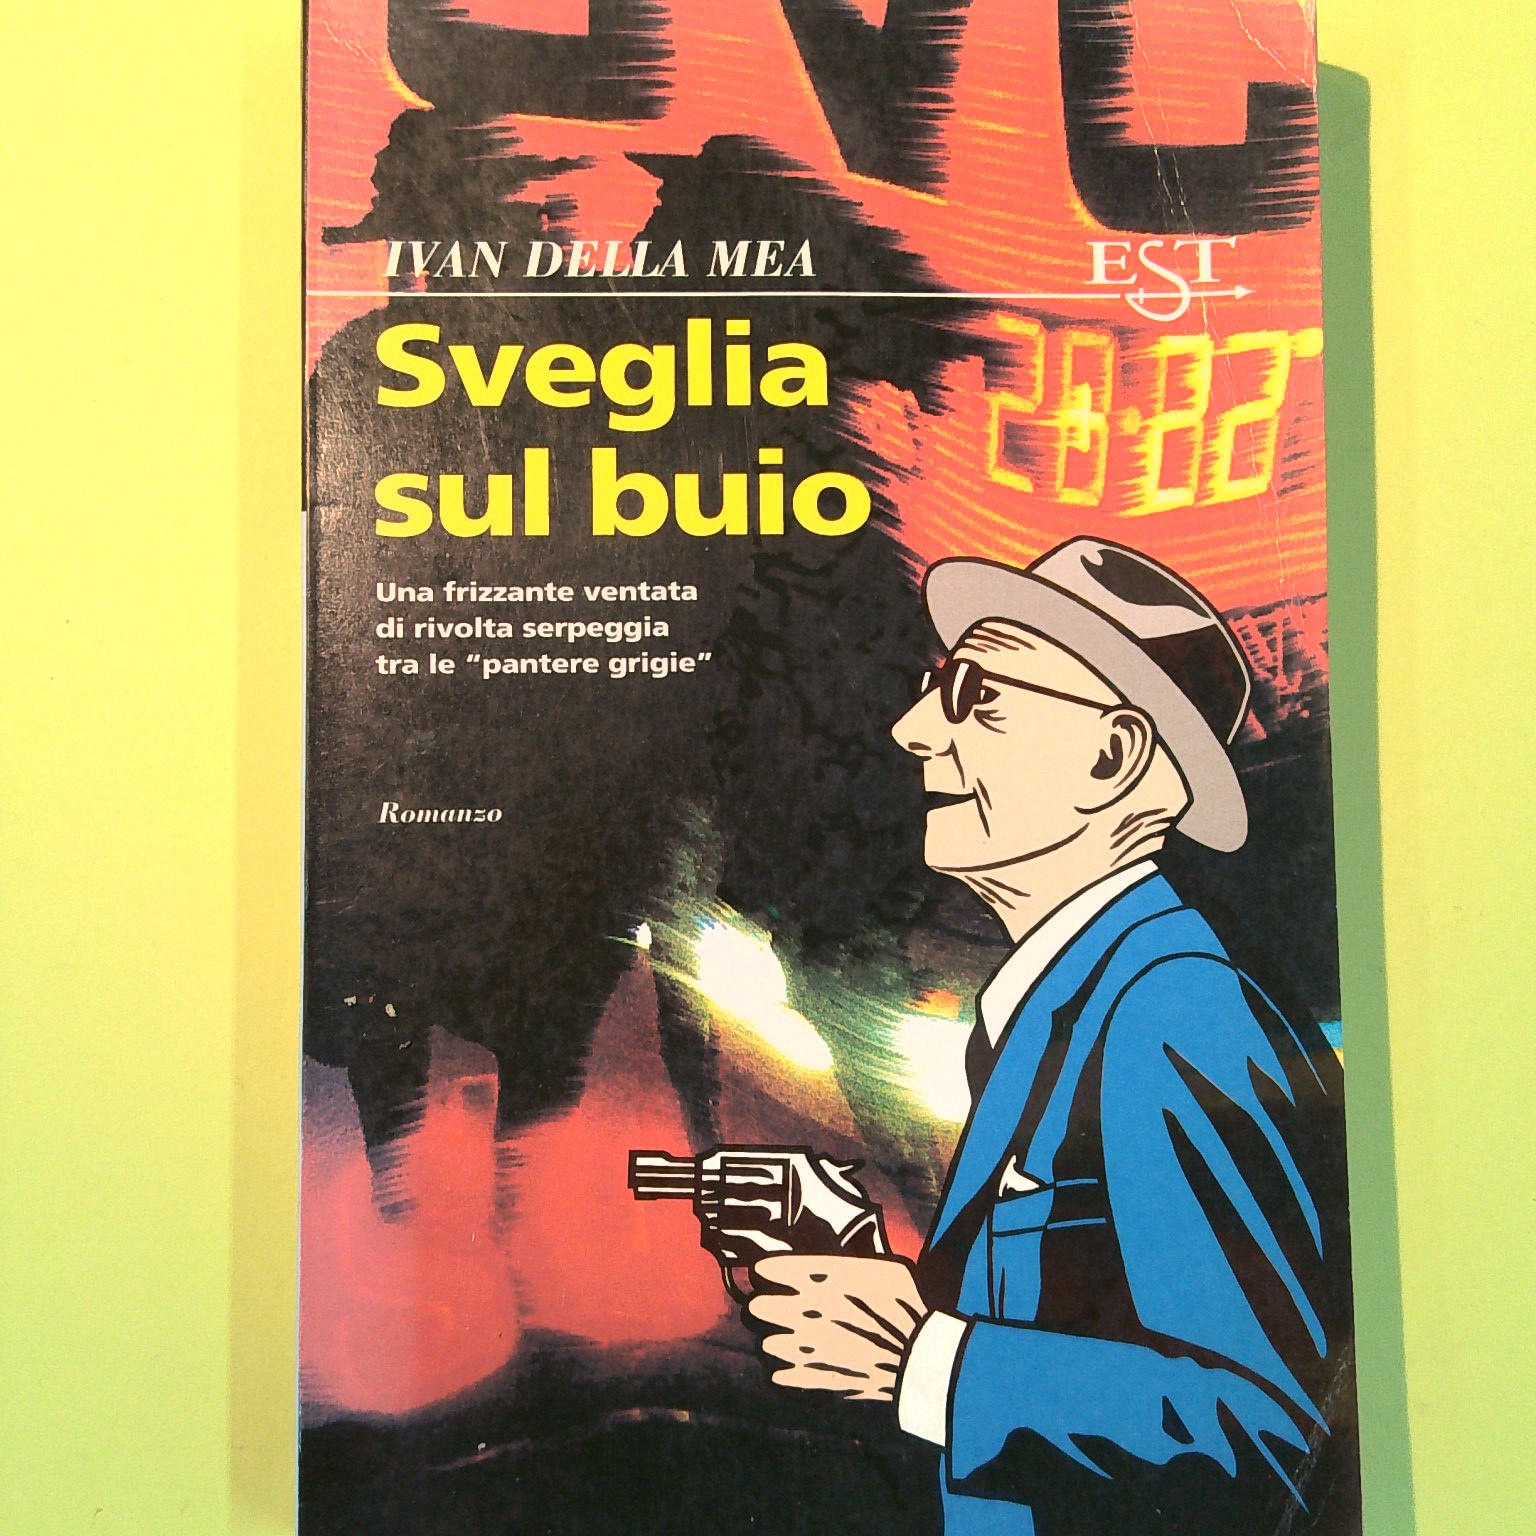 IVAN DELLA MEA
EST
Sveglia
sul buio
Una frizzante ventata
di rivolta serpeggia
tra le "pantere grigie"
Romanzo